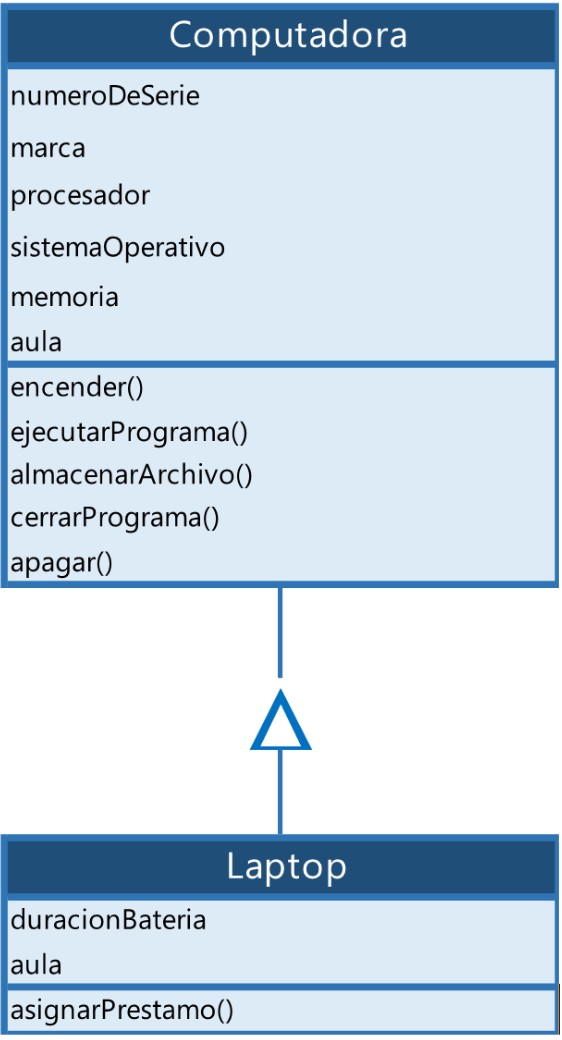 Computadora
numeroDeSerie
marca
procesador
sistemaOperativo
memoria
aula
encender()
ejecutarPrograma()
almacenarArchivo()
cerrarPrograma()
apagar()
Laptop
duracionBateria
aula
asignarPrestamo()